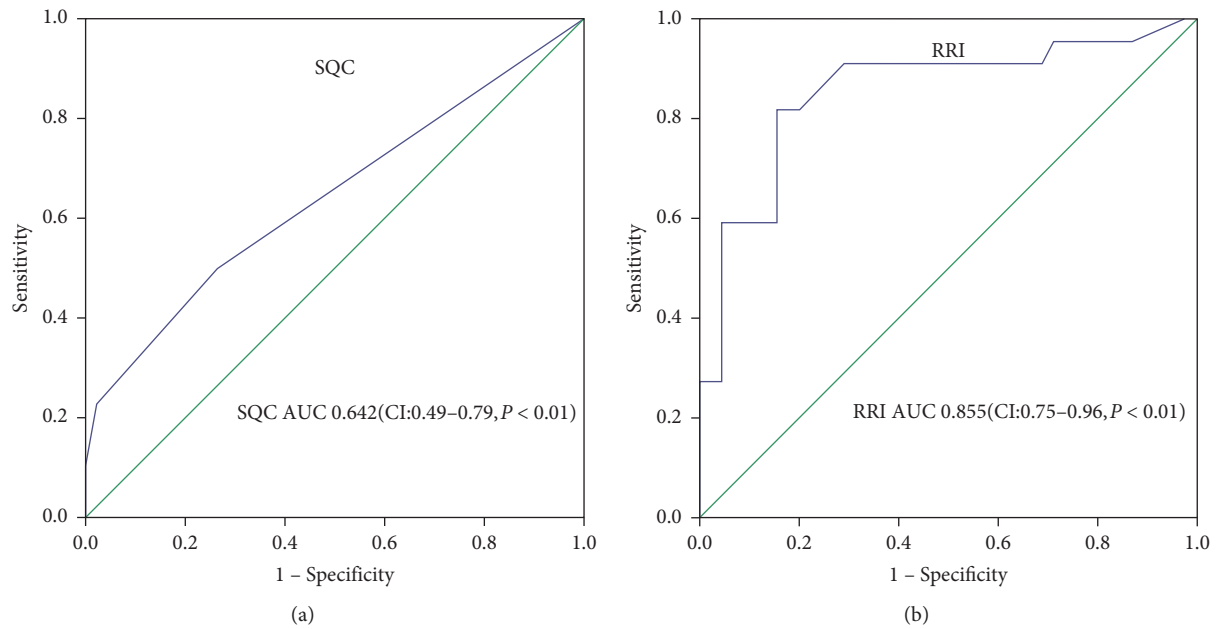 1.0
SQC
0.8
0.6
Sensitivity
0.4
SQC AUC 0.642(CI:0.49–0.79, P < 0.01)
0.2
0.0
0.0 0.2 0.4 0.6 0.8 1.0
1 – Specificity
(a)
1.0
RRI
0.8
0.6
Sensitivity
0.4
RRI AUC 0.855(CI:0.75–0.96, P < 0.01)
0.2
0.0
0.0 0.2 0.4 0.6 0.8 1.0
1 – Specificity
(b)